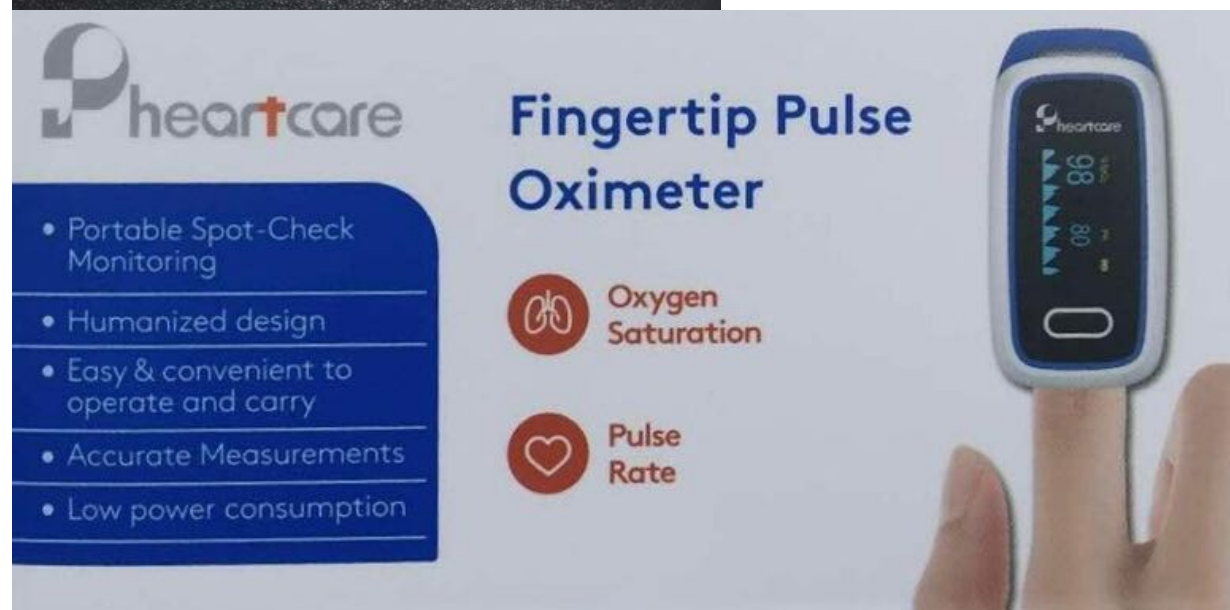 heartcare
• Portable Spot-Check
Monitoring
• Humanized design
• Easy & convenient to
operate and carry
• Accurate Measurements
• Low power consumption
Fingertip Pulse
Oximeter
Oxygen
Saturation
Pulse
Rate
heartcare
98
80